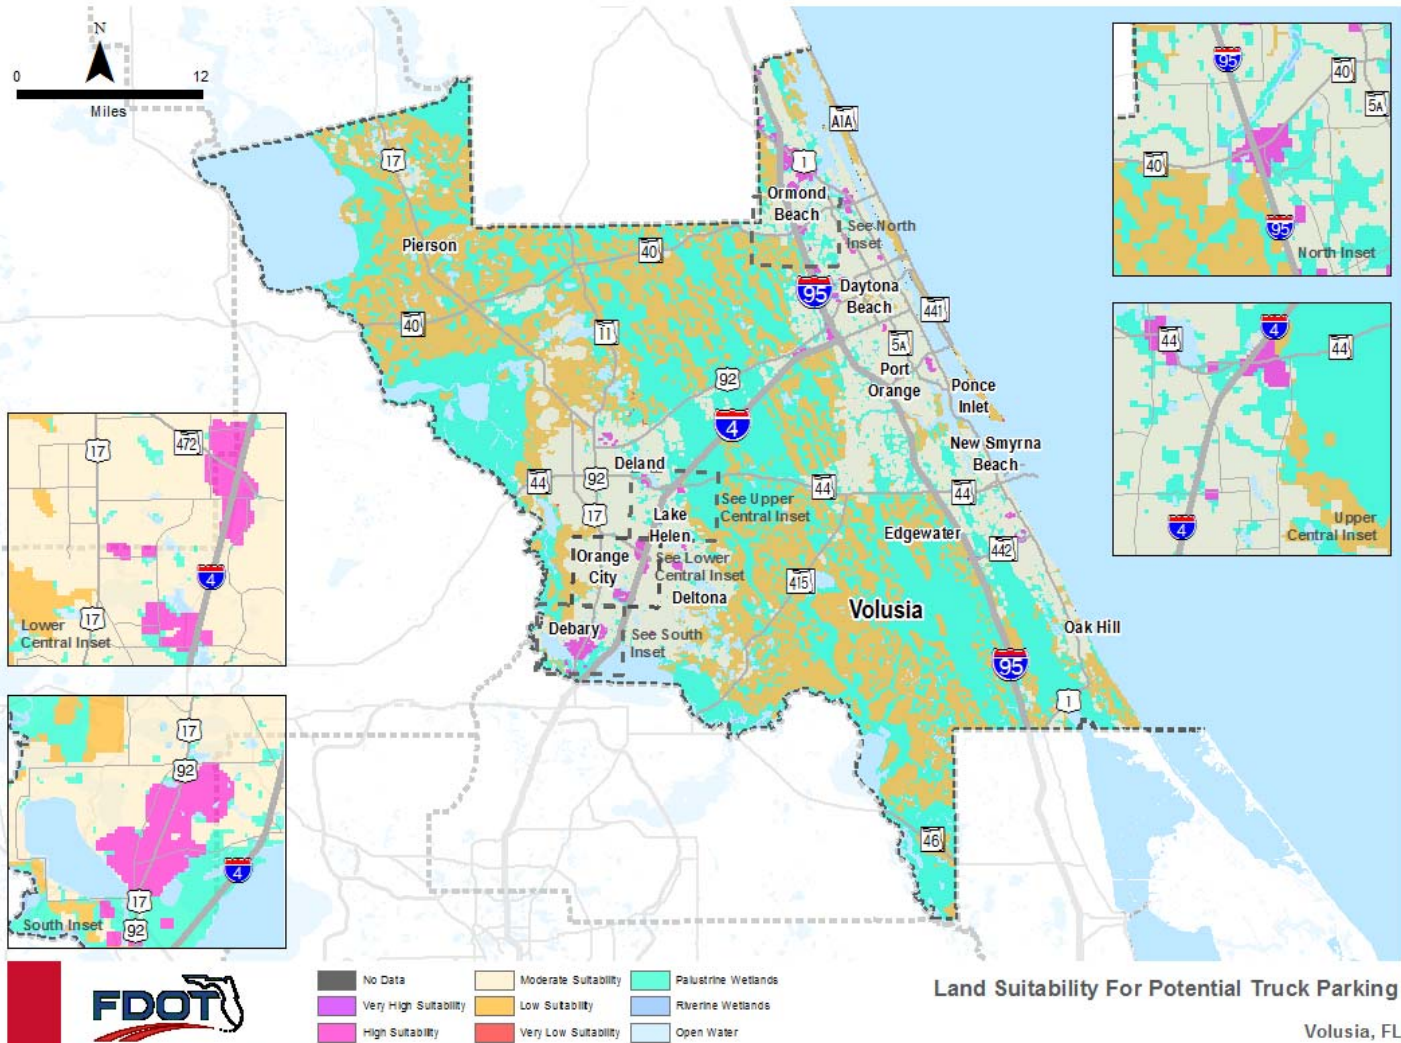 N
0 12
Miles
17
A1A
1
Ormond
Beach
See North
Inset
Pierson
40
95
Daytona
Beach
441
40
11
5A
Port
Orange
92
Ponce
Inlet
4
New Smyrna
Beach
Deland
44
92
44
44
See Upper
Central Inset
17
Lake
Helen
Edgewater
442
Orange
City
See Lower
Central Inset
415
Deltona
Volusia
Debary
See South
Inset
Oak Hill
95
1
46
95
40
5A
40
95
North Inset
44
4
44
4
Upper
Central Inset
17
472
4
17
Lower
Central Inset
17
92
4
17
92
South Inset
FDOT
No Data
Very High Suitability
High Suitability
Moderate Suitability
Low Suitability
Very Low Suitability
Palustrine Wetlands
Riverine Wetlands
Open Water
Land Suitability For Potential Truck Parking
Volusia, FL